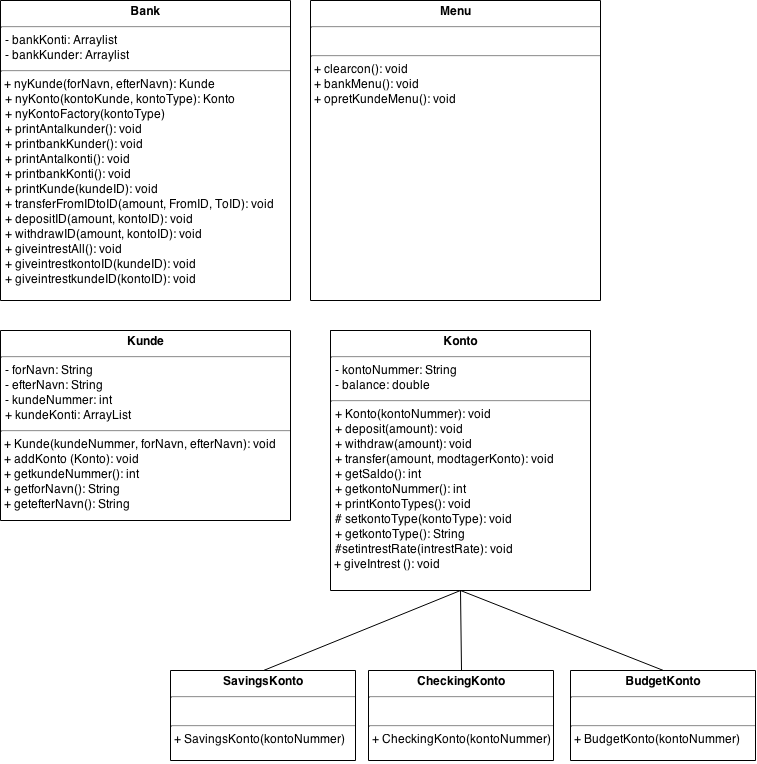 Bank
- bankKonti: Arraylist
- bankKunder: Arraylist
+ nyKunde(forNavn, efterNavn): Kunde
+ nyKonto(kontoKunde, kontoType): Konto
+ nyKontoFactory(kontoType)
+ printAntalkunder(): void
+ printbankKunder(): void
+ printAntalkonti(): void
+ printbankKonti(): void
+ printKunde(kundeID): void
+ transferFromIDtoID(amount, FromID, ToID): void
+ depositID(amount, kontoID): void
+ withdrawID(amount, kontoID): void
+ giveintrestAll(): void
+ giveintrestkontoID(kundeID): void
+ giveintrestkundeID(kontoID): void
Menu
+ clearcon(): void
+ bankMenu(): void
+ opretKundeMenu(): void
Kunde
- forNavn: String
- efterNavn: String
- kundeNummer: int
+ kundeKonti: ArrayList
+ Kunde(kundeNummer, forNavn, efterNavn): void
+ addKonto (Konto): void
+ getkundeNummer(): int
+ getforNavn(): String
+ getefterNavn(): String
Konto
- kontoNummer: String
- balance: double
+ Konto(kontoNummer): void
+ deposit(amount): void
+ withdraw(amount): void
+ transfer(amount, modtagerKonto): void
+ getSaldo(): int
+ getkontoNummer(): int
+ printKontoTypes(): void
# setkontoType(kontoType): void
+ getkontoType(): String
#setintrestRate(intrestRate): void
+ giveIntrest (): void
SavingsKonto
+ SavingsKonto(kontoNummer)
CheckingKonto
+ CheckingKonto(kontoNummer)
BudgetKonto
+ BudgetKonto(kontoNummer)